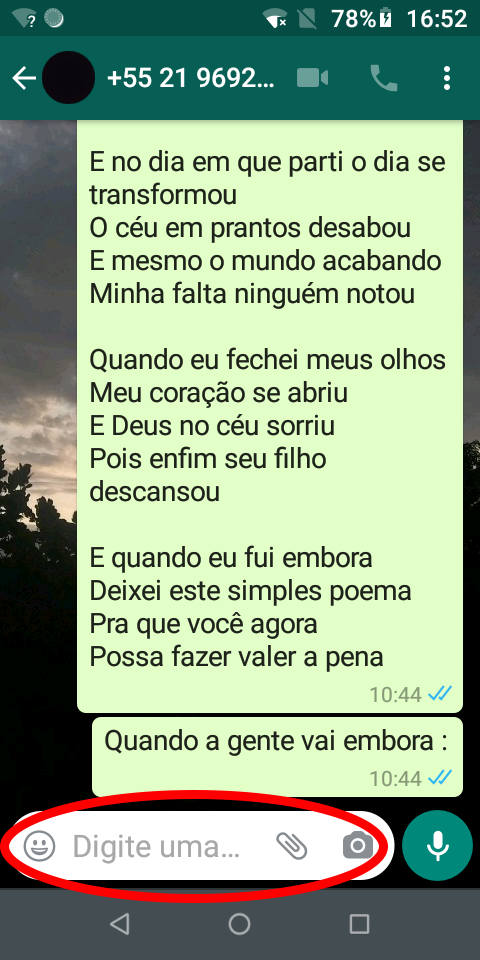 78% 16:52
+55 21 9692...
E no dia em que parti o dia se
transformou
O céu em prantos desabou
E mesmo o mundo acabando
Minha falta ninguém notou
Quando eu fechei meus olhos
Meu coração se abriu
E Deus no céu sorriu
Pois enfim seu filho
descansou
E quando eu fui embora
Deixei este simples poema
Pra que você agora
Possa fazer valer a pena
10:44
Quando a gente vai embora :
10:44
Digite uma...